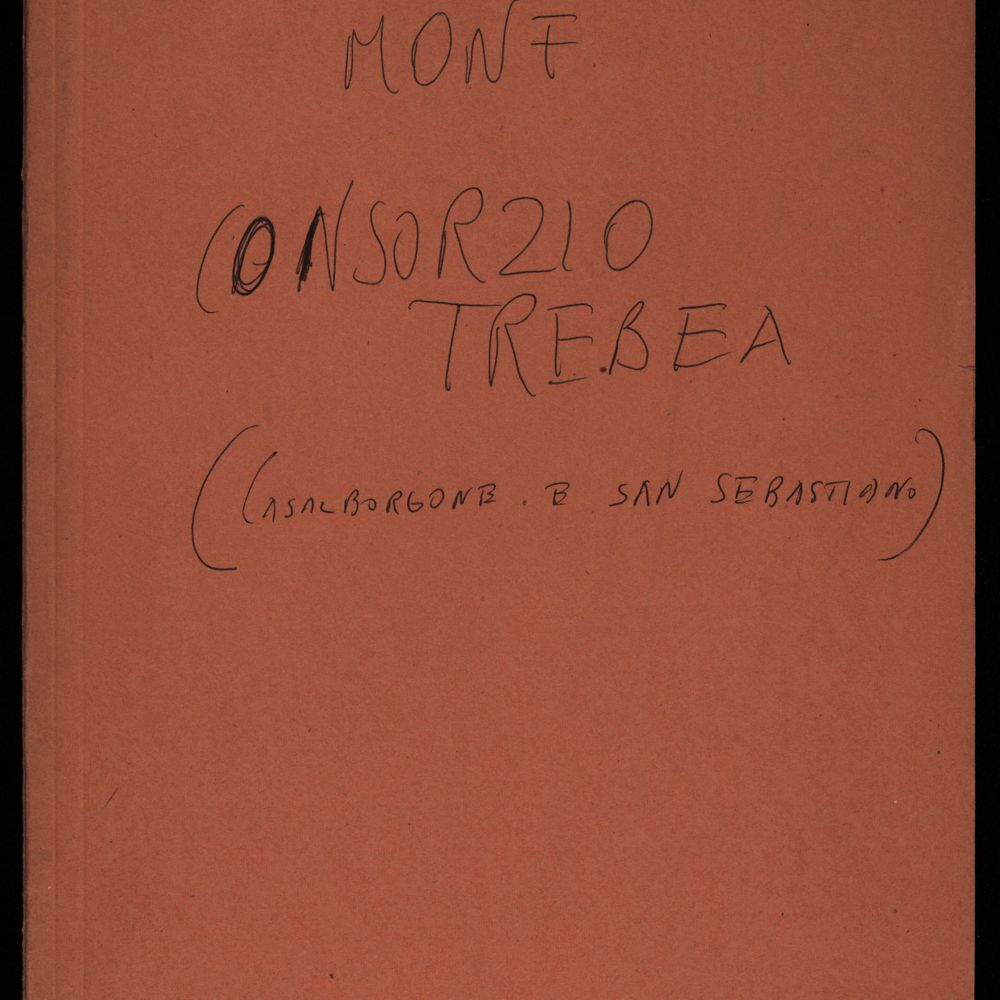 MONF.
CONSORZIO
TREBEA
(CASALBORGONE . E SAN SEBASTIANO)